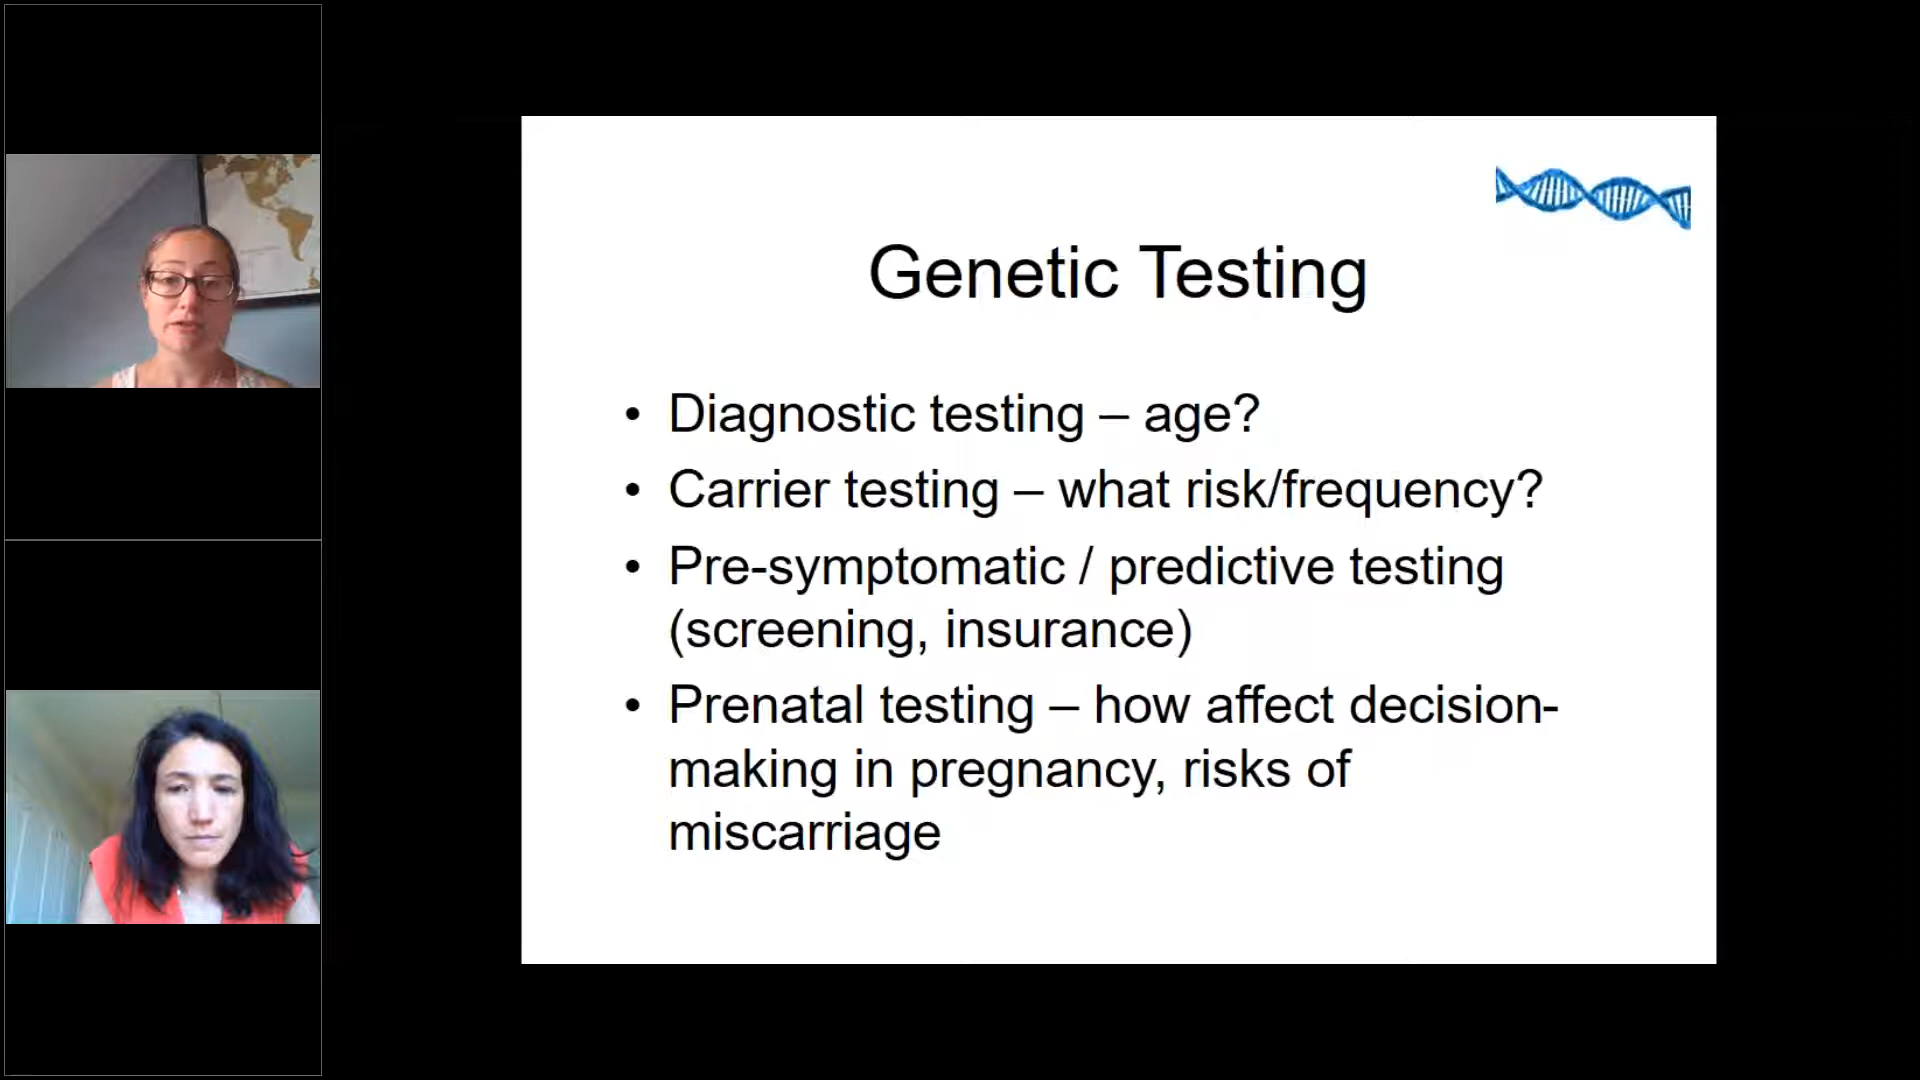 Genetic Testing
• Diagnostic testing – age?
• Carrier testing – what risk/frequency?
• Pre-symptomatic / predictive testing
(screening, insurance)
• Prenatal testing – how affect decision-
making in pregnancy, risks of
miscarriage